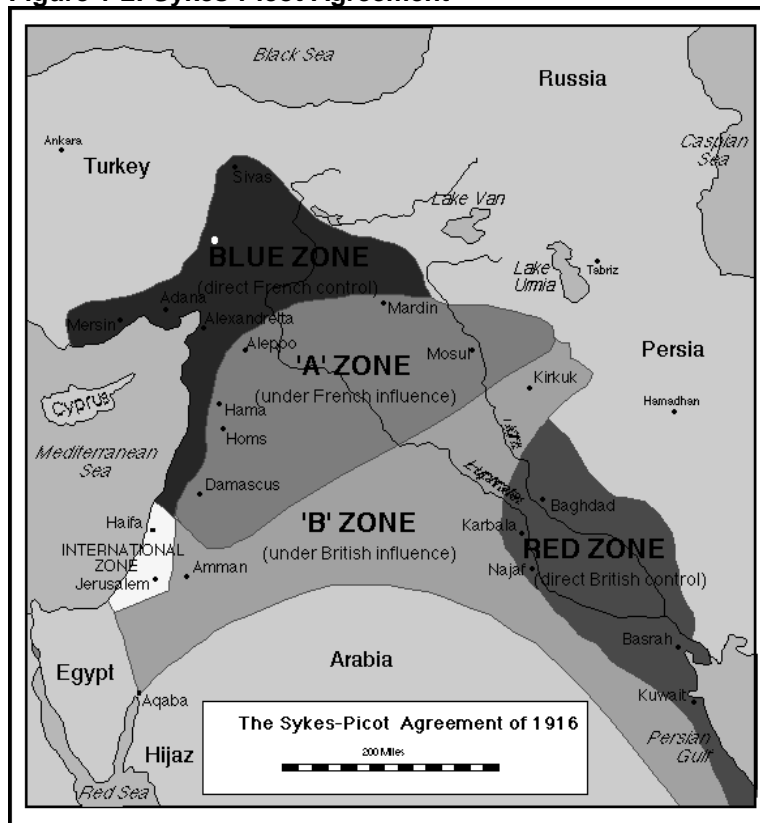 Figure 1-2. Sykes-Picot Agreement
Black Sea
Russia
Caspian
Sea
Ankara
Turkey
Sivas
Lake Van
BLUE ZONE
(direct French control)
Lake
Urmia
Tabriz
Adana
Mersin
Alexandretta
Mardin
Aleppo
Mosul
'A' ZONE
(under French influence)
Persia
Kirkuk
Cyprus
Hama
Homs
Hamadhan
Mediterranean
Sea
Tigris
Euphrates
Damascus
Baghdad
Haifa
'B' ZONE
(under British influence)
Karbala
RED ZONE
(direct British control)
INTERNATIONAL
ZONE
Jerusalem
Amman
Najaf
Basrah
Egypt
Arabia
Aqaba
Kuwait
The Sykes-Picot Agreement of 1916
200 Miles
Persian
Gulf
Hijaz
Red Sea